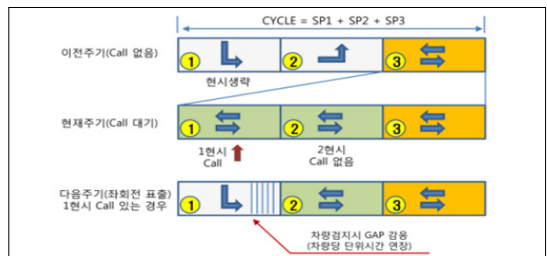 CYCLE = SP1 + SP2 + SP3
이전주기(Call 없음)
1 2 3
현시생략
현재주기(Call 대기)
1 2 3
1현시
Call
2현시
Call 없음
다음주기(좌회전 표출)
1현시 Call 있는 경우
1 2 3
차량검지시 GAP 감응
(차량당 단위시간 연장)